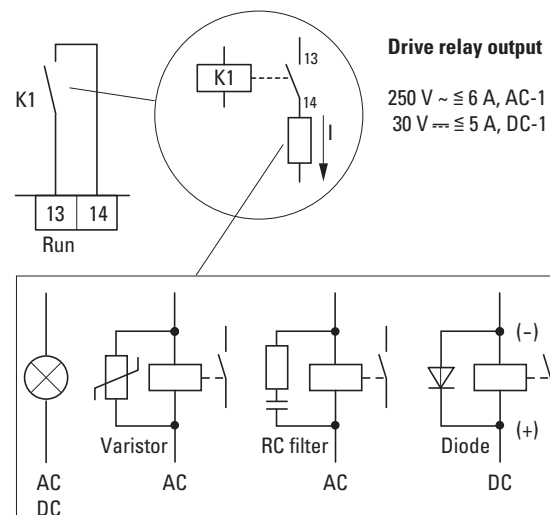 Drive relay output
250 V ~ ≦ 6 A, AC-1
30 V ⎓ ≦ 5 A, DC-1
K1
13 14
Run
K1
13
14
I
Varistor
RC filter
Diode
(–)
(+)
AC
DC
AC
AC
DC